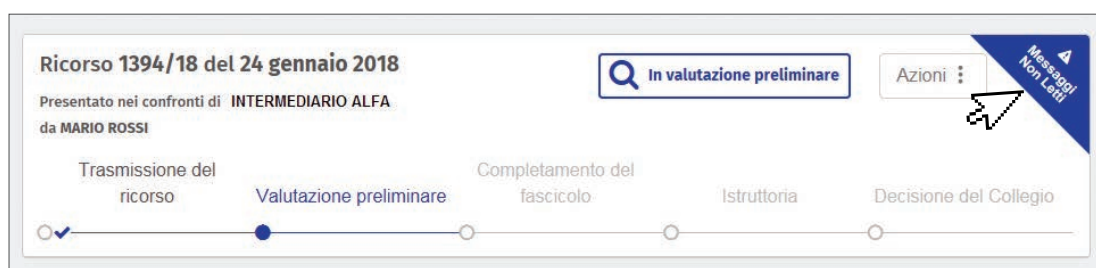 Ricorso 1394/18 del 24 gennaio 2018
In valutazione preliminare
Azioni
Messaggi
Non Letti
Presentato nei confronti di INTERMEDIARIO ALFA
da MARIO ROSSI
Trasmissione del
ricorso
Valutazione preliminare
Completamento del
fascicolo
Istruttoria
Decisione del Collegio